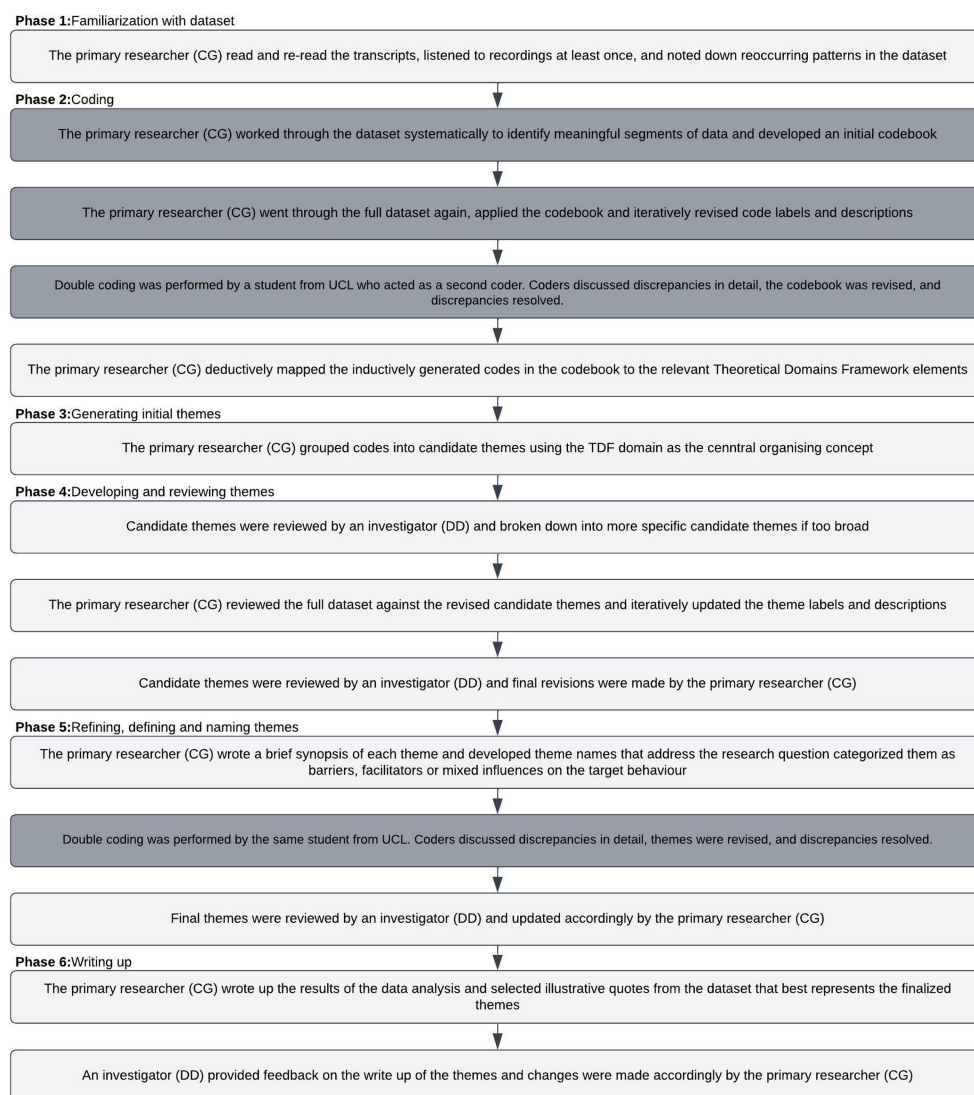 Phase 1:Familiarization with dataset
The primary researcher (CG) read and re-read the transcripts, listened to recordings at least once, and noted down reoccurring patterns in the dataset
Phase 2:Coding
The primary researcher (CG) worked through the dataset systematically to identify meaningful segments of data and developed an initial codebook
The primary researcher (CG) went through the full dataset again, applied the codebook and iteratively revised code labels and descriptions
Double coding was performed by a student from UCL who acted as a second coder. Coders discussed discrepancies in detail, the codebook was revised, and
discrepancies resolved.
The primary researcher (CG) deductively mapped the inductively generated codes in the codebook to the relevant Theoretical Domains Framework elements
Phase 3:Generating initial themes
The primary researcher (CG) grouped codes into candidate themes using the TDF domain as the cenntral organising concept
Phase 4:Developing and reviewing themes
Candidate themes were reviewed by an investigator (DD) and broken down into more specific candidate themes if too broad
The primary researcher (CG) reviewed the full dataset against the revised candidate themes and iteratively updated the theme labels and descriptions
Candidate themes were reviewed by an investigator (DD) and final revisions were made by the primary researcher (CG)
Phase 5:Refining, defining and naming themes
The primary researcher (CG) wrote a brief synopsis of each theme and developed theme names that address the research question categorized them as
barriers, facilitators or mixed influences on the target behaviour
Double coding was performed by the same student from UCL. Coders discussed discrepancies in detail, themes were revised, and discrepancies resolved.
Final themes were reviewed by an investigator (DD) and updated accordingly by the primary researcher (CG)
Phase 6:Writing up
The primary researcher (CG) wrote up the results of the data analysis and selected illustrative quotes from the dataset that best represents the finalized
themes
An investigator (DD) provided feedback on the write up of the themes and changes were made accordingly by the primary researcher (CG)